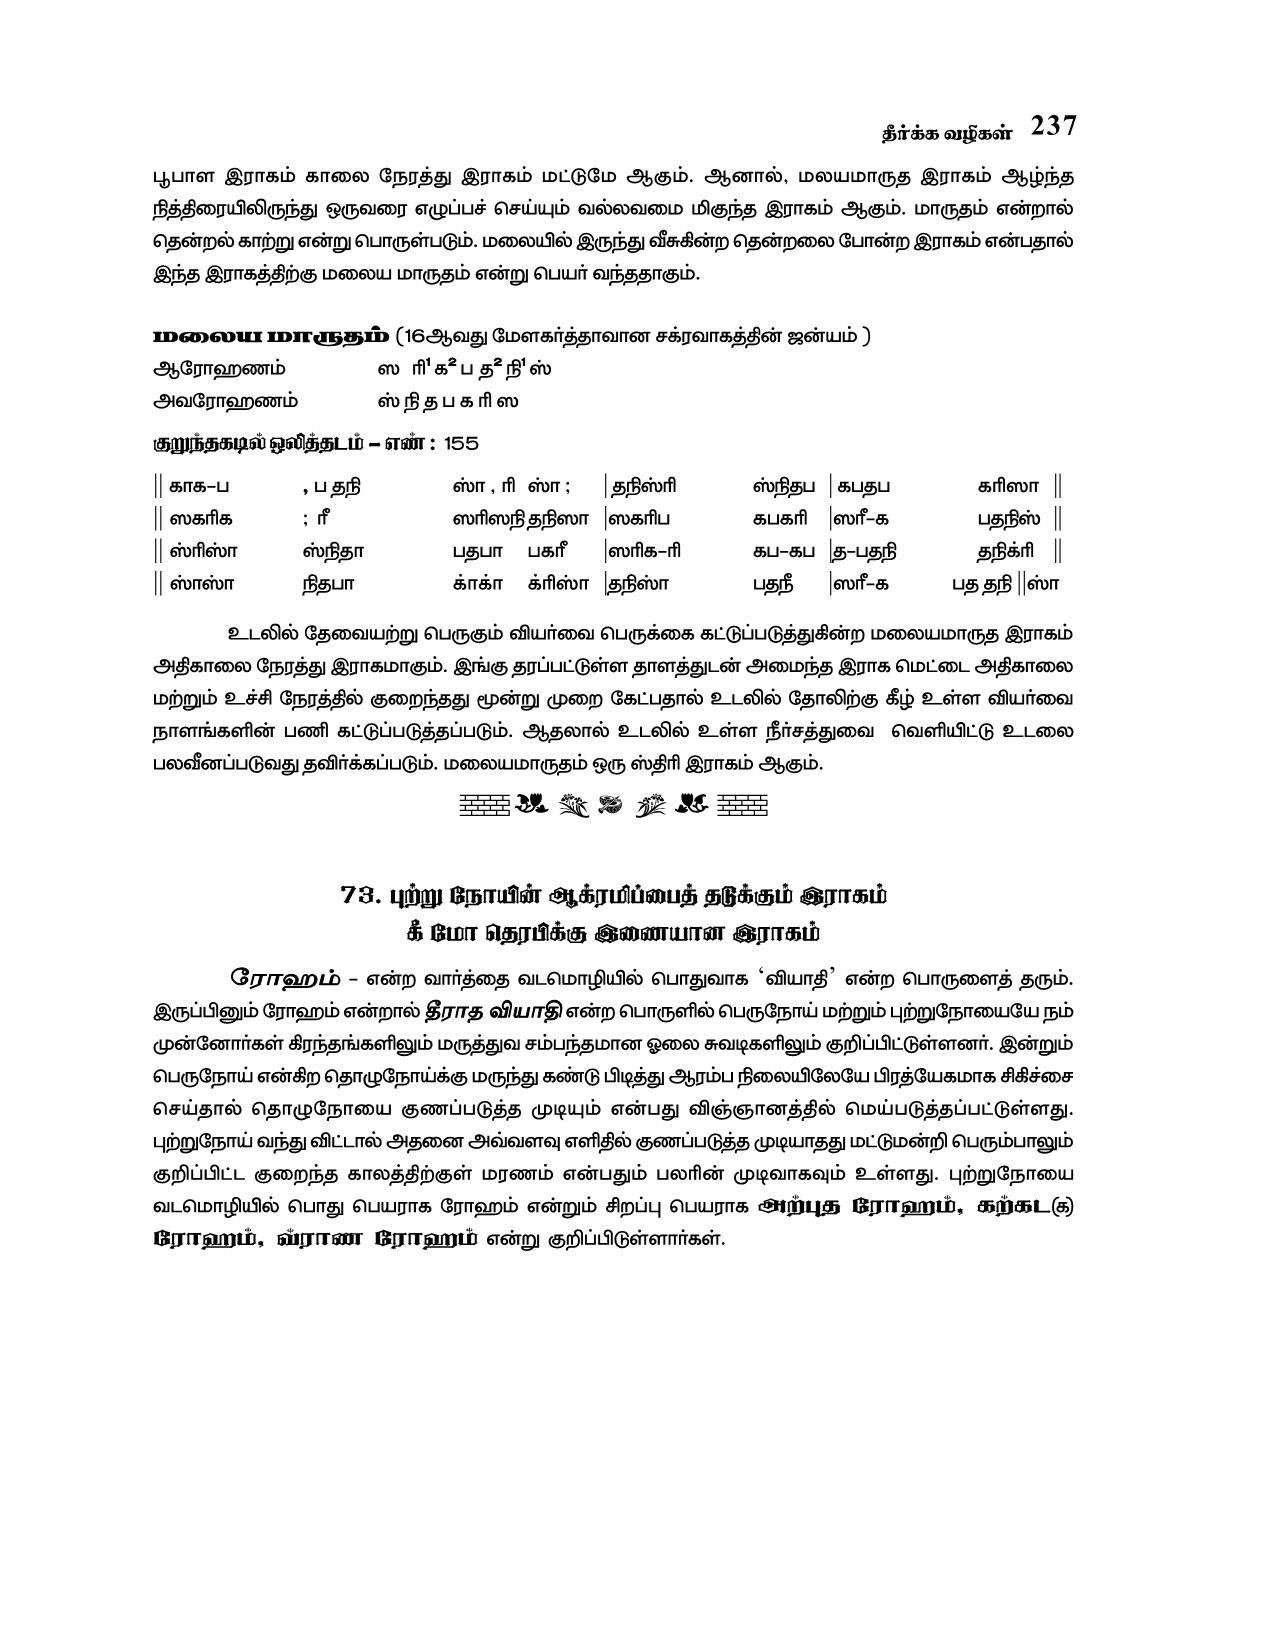 தீர்க்க வழிகள் 237
பூபாள இராகம் காலை நேரத்து இராகம் மட்டுமே ஆகும். ஆனால், மலயமாருத இராகம் ஆழ்ந்த
நித்திரையிலிருந்து ஒருவரை எழுப்பச் செய்யும் வல்லவமை மிகுந்த இராகம் ஆகும். மாருதம் என்றால்
தென்றல் காற்று என்று பொருள்படும். மலையில் இருந்து வீசுகின்ற தென்றலை போன்ற இராகம் என்பதால்
இந்த இராகத்திற்கு மலைய மாருதம் என்று பெயர் வந்ததாகும்.
மலைய மாருதம் (16ஆவது மேளகர்த்தாவான சக்ரவாகத்தின் ஜன்யம் )
ஆரோஹணம் ஸ ரி¹ க² ப த² நி¹ ஸ்
அவரோஹணம் ஸ் நி த ப க ரி ஸ
குறுந்தகடில் ஒலித்தடம் – எண் : 155
|| காக-ப , ப தநி ஸ்ா , ரி ஸ்ா ; |தநிஸ்ரி ஸ்நிதப |கபதப கரிஸா ||
|| ஸகரிக ; ரீ ஸரிஸநி தநிஸா |ஸகரிப கபகரி |ஸரீ-க பதநிஸ் ||
|| ஸ்ரிஸ்ா ஸ்நிதா பதபா பகரீ |ஸரிக-ரி கப-கப |த-பதநி தநிக்ரி ||
|| ஸ்ாஸ்ா நிதபா க்ாக்ா க்ரிஸ்ா |தநிஸ்ா பதநீ |ஸரீ-க பத தநி ||ஸ்ா
உடலில் தேவையற்று பெருகும் வியர்வை பெருக்கை கட்டுப்படுத்துகின்ற மலையமாருத இராகம்
அதிகாலை நேரத்து இராகமாகும். இங்கு தரப்பட்டுள்ள தாளத்துடன் அமைந்த இராக மெட்டை அதிகாலை
மற்றும் உச்சி நேரத்தில் குறைந்தது மூன்று முறை கேட்பதால் உடலில் தோலிற்கு கீழ் உள்ள வியர்வை
நாளங்களின் பணி கட்டுப்படுத்தப்படும். ஆதலால் உடலில் உள்ள நீர்சத்துவை வெளியிட்டு உடலை
பலவீனப்படுவது தவிர்க்கப்படும். மலையமாருதம் ஒரு ஸ்திரி இராகம் ஆகும்.
73. புற்று நோயின் ஆக்ரமிப்பைத் தடுக்கும் இராகம்
கீ மோ தெரபிக்கு இணையான இராகம்
ரோஹம் – என்ற வார்த்தை வடமொழியில் பொதுவாக ‘வியாதி’ என்ற பொருளைத் தரும்.
இருப்பினும் ரோஹம் என்றால் தீராத வியாதி என்ற பொருளில் பெருநோய் மற்றும் புற்றுநோயையே நம்
முன்னோர்கள் கிரந்தங்களிலும் மருத்துவ சம்பந்தமான ஓலை சுவடிகளிலும் குறிப்பிட்டுள்ளனர். இன்றும்
பெருநோய் என்கிற தொழுநோய்க்கு மருந்து கண்டு பிடித்து ஆரம்ப நிலையிலேயே பிரத்யேகமாக சிகிச்சை
செய்தால் தொழுநோயை குணப்படுத்த முடியும் என்பது விஞ்ஞானத்தில் மெய்படுத்தப்பட்டுள்ளது.
புற்றுநோய் வந்து விட்டால் அதனை அவ்வளவு எளிதில் குணப்படுத்த முடியாதது மட்டுமன்றி பெரும்பாலும்
குறிப்பிட்ட குறைந்த காலத்திற்குள் மரணம் என்பதும் பலரின் முடிவாகவும் உள்ளது. புற்றுநோயை
வடமொழியில் பொது பெயராக ரோஹம் என்றும் சிறப்பு பெயராக அற்புத ரோஹம், கற்கட(க)
ரோஹம், வ்ராண ரோஹம் என்று குறிப்பிடுள்ளார்கள்.